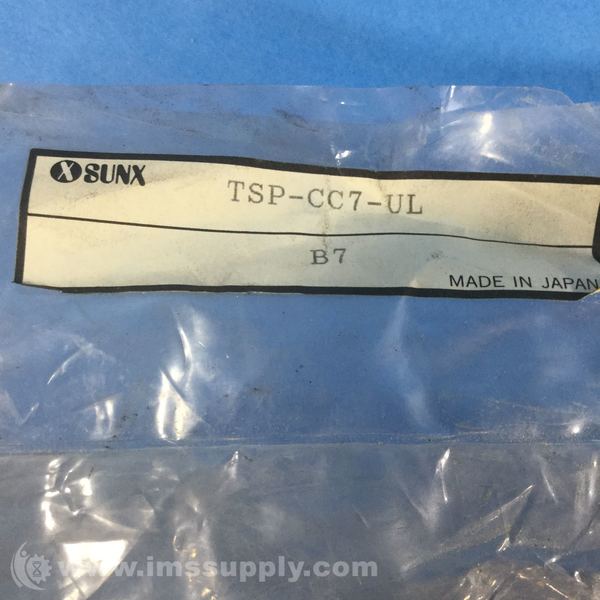 SUNX
TSP-CC7-UL
B7
MADE IN JAPAN
www.imssupply.com